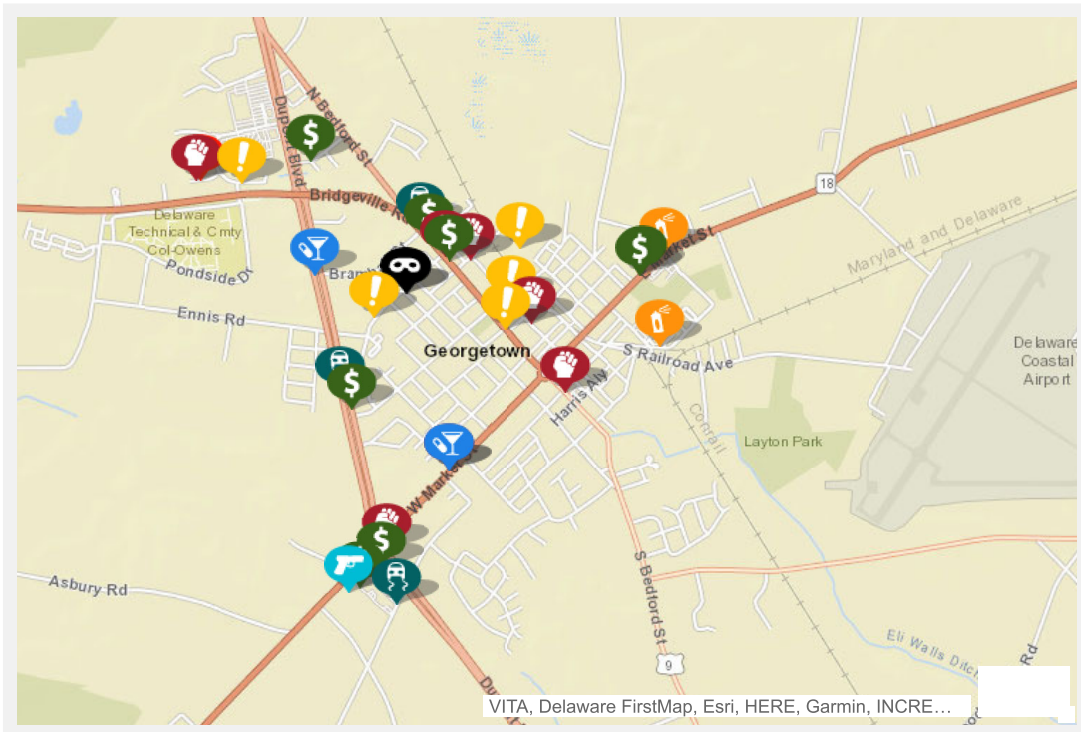 N Bedford St
Dupont Blvd
18
Bridgeville
Delaware
Technical & Cmty
Col-Owens
Market St
Maryland and Delaware
Pondside Dr
Ennis Rd
Georgetown
S Railroad Ave
Delaware
Coastal
Airport
Harris Aly
Conrail
Layton Park
W Market St
Asbury Rd
S Bedford St
Eli Walls Ditch
Rd
9
VITA, Delaware FirstMap, Esri, HERE, Garmin, INCRE…